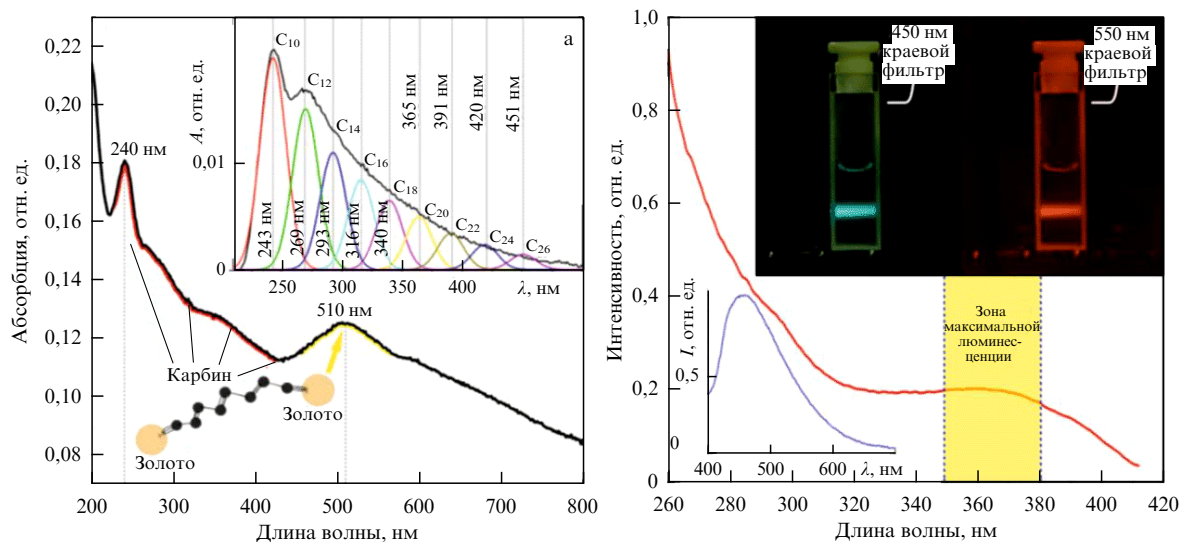 Абсорбция, отн. ед.
0,22
0,20
0,18
0,16
0,14
0,12
0,10
0,08
200
300
400
500
600
700
800
Длина волны, нм
240 нм
510 нм
Карбин
Золото
Золото
а
A, отн. ед.
0,01
0
C10
C12
C14
C16
C18
C20
C22
C24
C26
243 нм
269 нм
293 нм
316 нм
340 нм
365 нм
391 нм
420 нм
451 нм
250
300
350
400
λ, нм
Интенсивность, отн. ед.
1,0
0,8
0,6
0,4
0,2
0
260
280
300
320
340
360
380
400
420
Длина волны, нм
450 нм
краевой
фильтр
550 нм
краевой
фильтр
Зона
максимальной
люминес-
ценции
I, отн. ед.
0,5
0
400
500
600
λ, нм